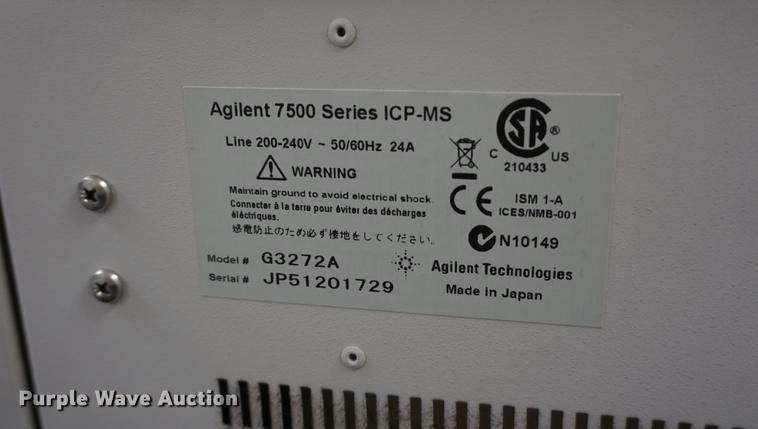 Agilent 7500 Series ICP-MS
Line 200-240V ~ 50/60Hz 24A
WARNING
Maintain ground to avoid electrical shock.
Connecter à la terre pour éviter des décharges
électriques.
感電防止のため必ず接地をしてください。
Model # G3272A
Serial # JP51201729
SA ®
C US
210433
CE ISM 1-A
ICES/NMB-001
N10149
Agilent Technologies
Made in Japan
Purple Wave Auction